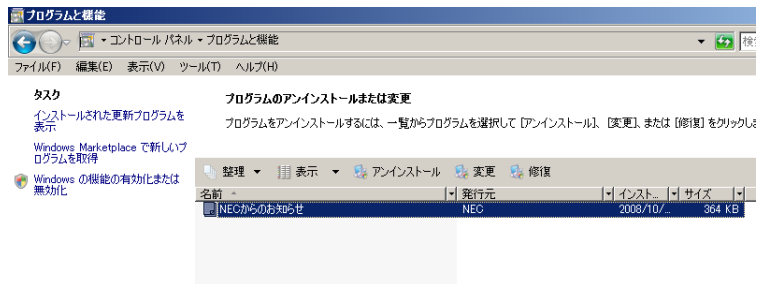 プログラムと機能
コントロール パネル プログラムと機能
ファイル(F) 編集(E) 表示(V) ツール(T) ヘルプ(H)
タスク
インストールされた更新プログラムを
表示
Windows Marketplace で新しいプ
ログラムを取得
Windows の機能の有効化または
無効化
プログラムのアンインストールまたは変更
プログラムをアンインストールするには、一覧からプログラムを選択して [アンインストール]、[変更]、または [修復] をクリックしま
整理 表示 アンインストール 変更 修復
名前 発行元 インスト... サイズ
NECからのお知らせ NEC 2008/10/... 364 KB